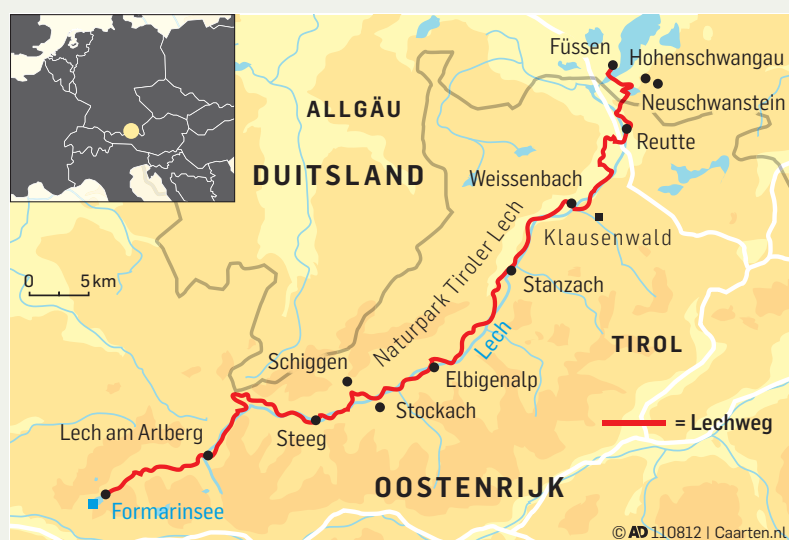 Füssen
Hohenschwangau
Neuschwanstein
ALLGÄU
Reutte
DUITSLAND
Weissenbach
Klausenwald
Naturpark Tiroler Lech
Stanzach
0 5 km
Lech
TIROL
Schiggen
Elbigenalp
Stockach
= Lechweg
Lech am Arlberg
Steeg
OOSTENRIJK
Formarinsee
© AD 110812 | Caarten.nl